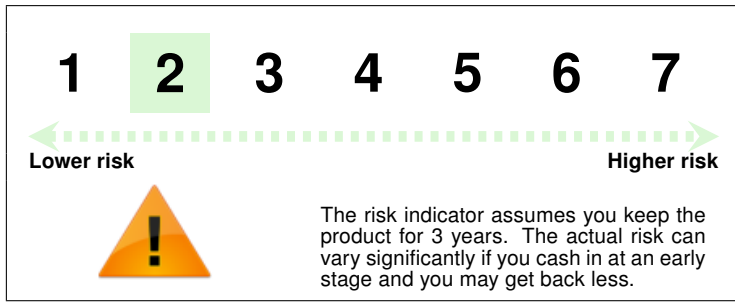 1 2 3 4 5 6 7
Lower risk Higher risk
!
The risk indicator assumes you keep the
product for 3 years. The actual risk can
vary significantly if you cash in at an early
stage and you may get back less.